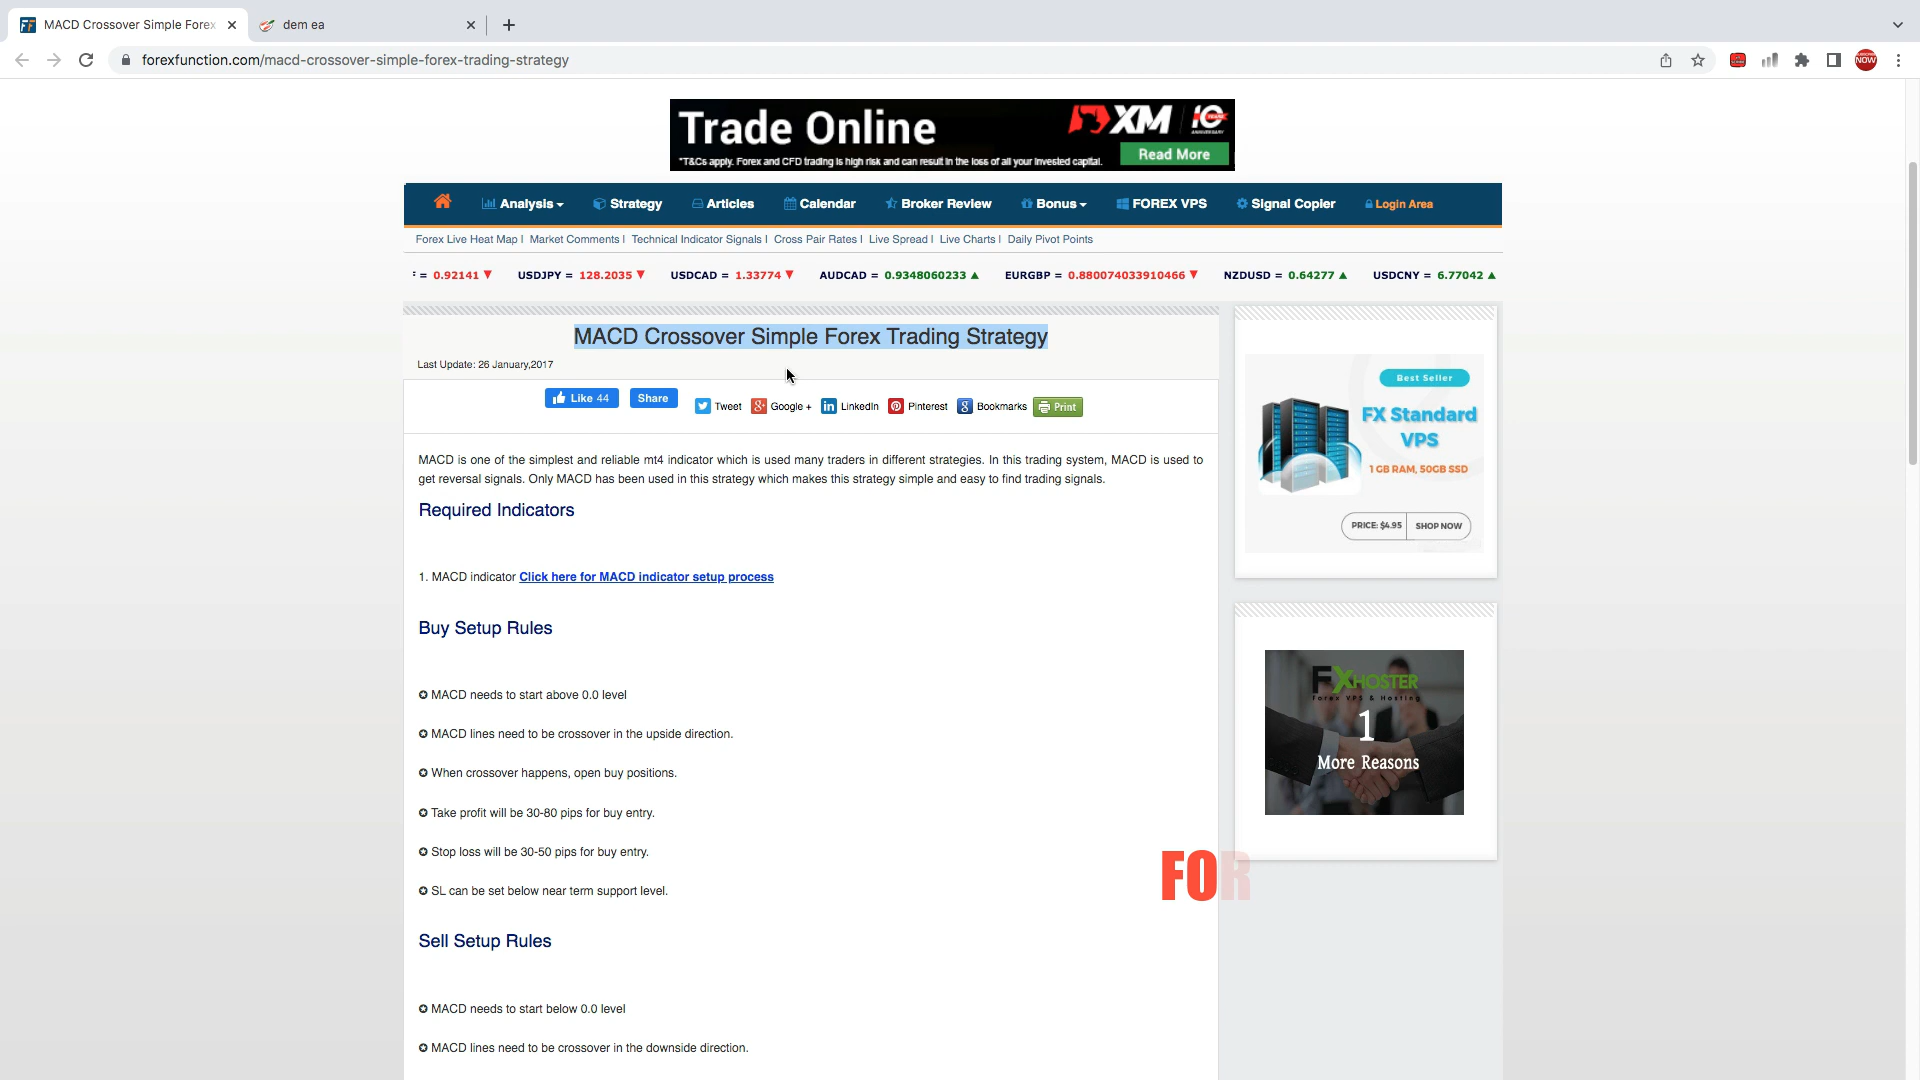 MACD Crossover Simple Forex
dem ea
forexfunction.com/macd-crossover-simple-forex-trading-strategy
NOW
Trade Online
XM
10
*T&Cs apply. Forex and CFD trading is high risk and can result in the loss of all your invested capital.
Read More
Analysis Strategy Articles Calendar Broker Review Bonus FOREX VPS Signal Copier Login Area
Forex Live Heat Map | Market Comments | Technical Indicator Signals | Cross Pair Rates | Live Spread | Live Charts | Daily Pivot Points
= 0.92141 ▼ USDJPY = 128.2035 ▼ USDCAD = 1.33774 ▼ AUDCAD = 0.9348060233 ▲ EURGBP = 0.880074033910466 ▼ NZDUSD = 0.64277 ▲ USDCNY = 6.77042 ▲
MACD Crossover Simple Forex Trading Strategy
Last Update: 26 January,2017
Like 44 Share Tweet Google + LinkedIn Pinterest Bookmarks Print
MACD is one of the simplest and reliable mt4 indicator which is used many traders in different strategies. In this trading system, MACD is used to
get reversal signals. Only MACD has been used in this strategy which makes this strategy simple and easy to find trading signals.
Required Indicators
1. MACD indicator Click here for MACD indicator setup process
Buy Setup Rules
✪ MACD needs to start above 0.0 level
✪ MACD lines need to be crossover in the upside direction.
✪ When crossover happens, open buy positions.
✪ Take profit will be 30-80 pips for buy entry.
✪ Stop loss will be 30-50 pips for buy entry.
✪ SL can be set below near term support level.
Sell Setup Rules
✪ MACD needs to start below 0.0 level
✪ MACD lines need to be crossover in the downside direction.
Best Seller
FX Standard
VPS
1 GB RAM, 50GB SSD
PRICE: $4.95 SHOP NOW
FXHOSTER
Forex VPS & Hosting
1
More Reasons
FOR